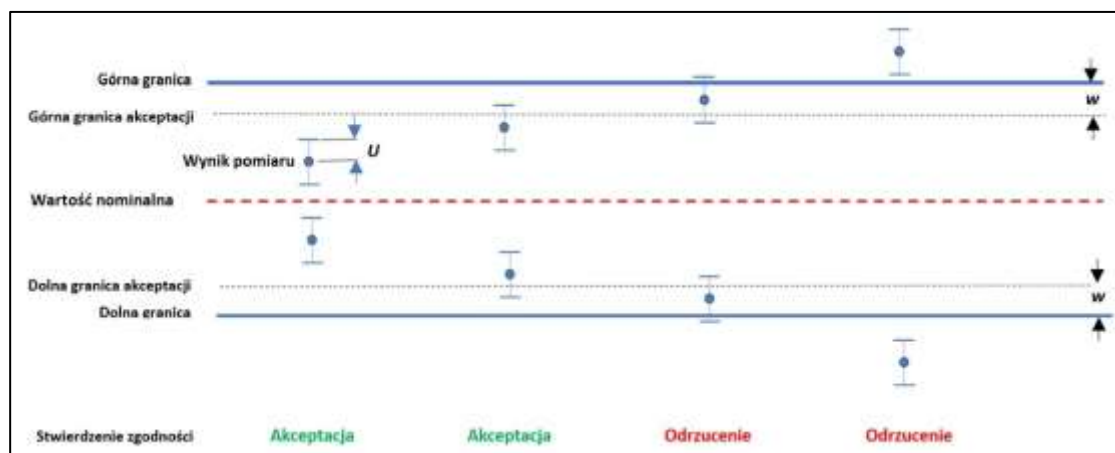 Górna granica
w
Górna granica akceptacji
U
Wynik pomiaru
Wartość nominalna
Dolna granica akceptacji
w
Dolna granica
Stwierdzenie zgodności Akceptacja Akceptacja Odrzucenie Odrzucenie